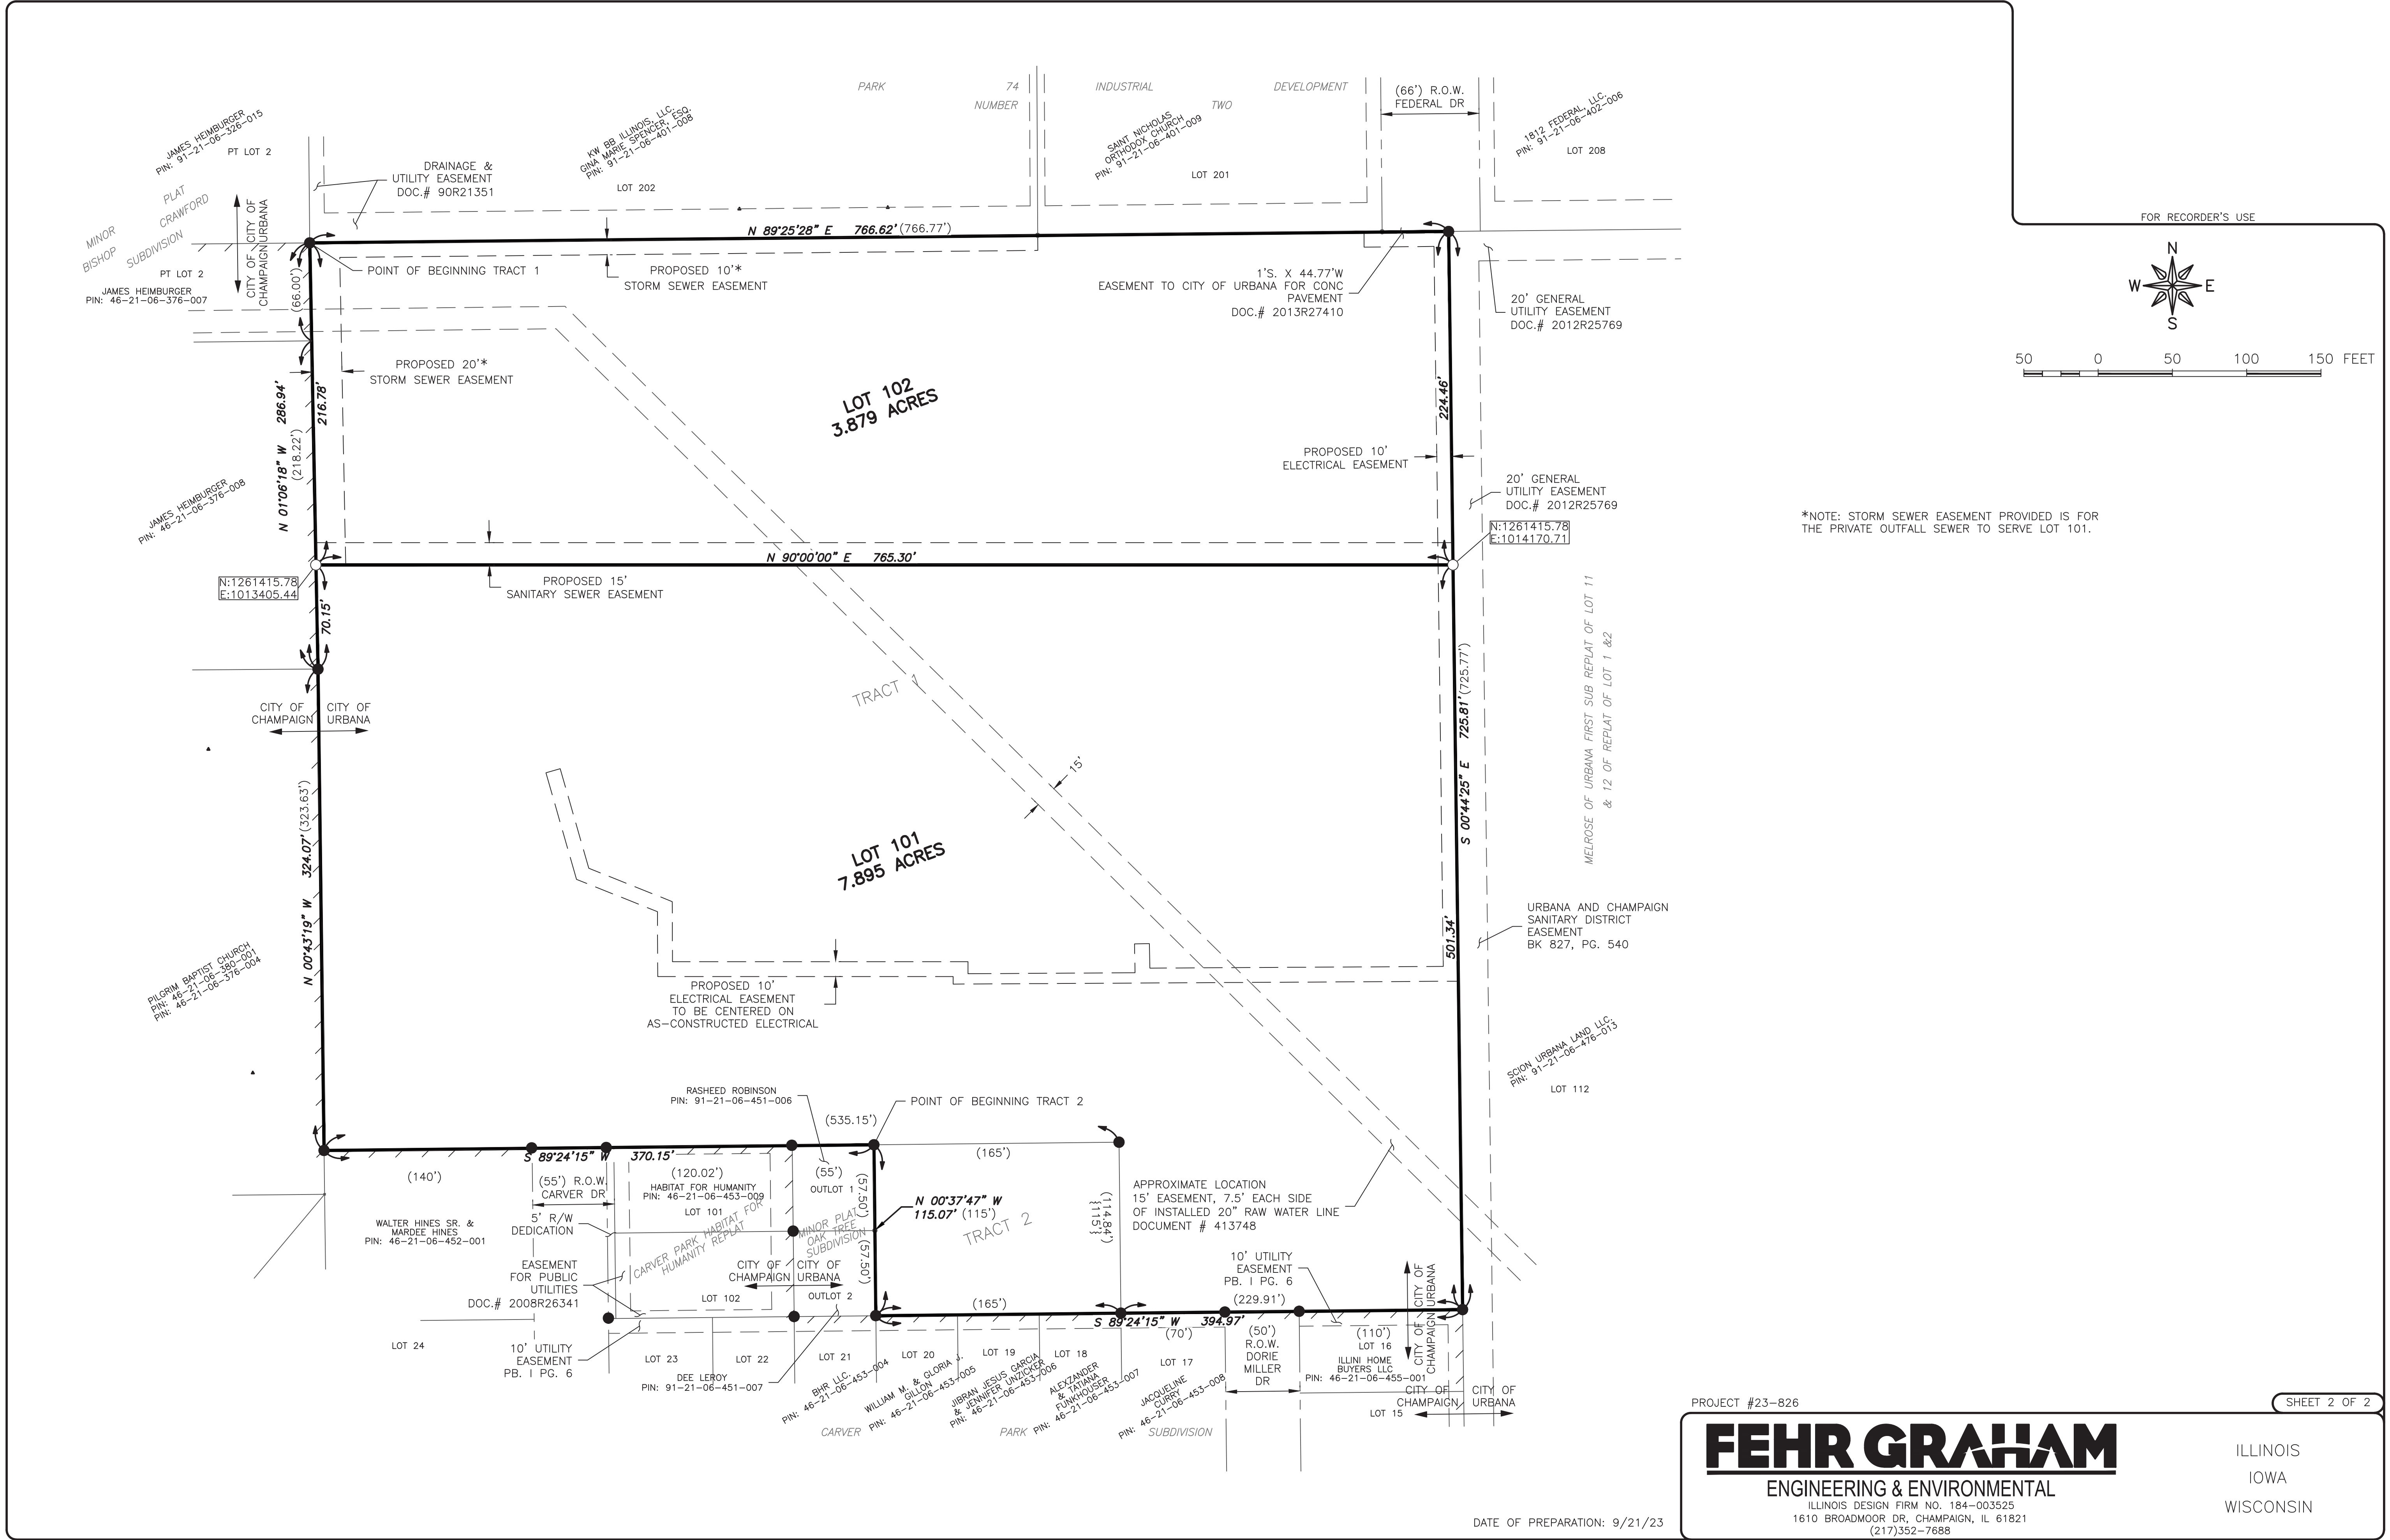 PARK 74 INDUSTRIAL DEVELOPMENT
NUMBER TWO
(66') R.O.W.
FEDERAL DR
JAMES HEIMBURGER
PIN: 91-21-06-326-015
PT LOT 2
DRAINAGE &
UTILITY EASEMENT
DOC.# 90R21351
KW BB ILLINOIS, LLC.
GINA MARIE SPENCER, ESQ.
PIN: 91-21-06-401-008
LOT 202
SAINT NICHOLAS
ORTHODOX CHURCH
PIN: 91-21-06-401-009
LOT 201
1812 FEDERAL, LLC.
PIN: 91-21-06-402-006
LOT 208
FOR RECORDER'S USE
MINOR PLAT
BISHOP CRAWFORD
SUBDIVISION
CITY OF CHAMPAIGN
CITY OF URBANA
PT LOT 2
JAMES HEIMBURGER
PIN: 46-21-06-376-007
N 89°25'28" E 766.62' (766.77')
POINT OF BEGINNING TRACT 1
PROPOSED 10'*
STORM SEWER EASEMENT
1'S. X 44.77'W
EASEMENT TO CITY OF URBANA FOR CONC
PAVEMENT
DOC.# 2013R27410
20' GENERAL
UTILITY EASEMENT
DOC.# 2012R25769
N
W E
S
50 0 50 100 150 FEET
(66.00')
PROPOSED 20'*
STORM SEWER EASEMENT
N 01°06'18" W 286.94'
(218.22')
216.78'
LOT 102
3.879 ACRES
224.46'
PROPOSED 10'
ELECTRICAL EASEMENT
20' GENERAL
UTILITY EASEMENT
DOC.# 2012R25769
JAMES HEIMBURGER
PIN: 46-21-06-376-008
N:1261415.78
E:1014170.71
*NOTE: STORM SEWER EASEMENT PROVIDED IS FOR
THE PRIVATE OUTFALL SEWER TO SERVE LOT 101.
N 90°00'00" E 765.30'
N:1261415.78
E:1013405.44
PROPOSED 15'
SANITARY SEWER EASEMENT
70.15'
MELROSE OF URBANA FIRST SUB REPLAT OF LOT 11
& 12 OF REPLAT OF LOT 1 &2
TRACT 1
CITY OF CHAMPAIGN
CITY OF URBANA
S 00°44'25" E 725.81' (725.77')
15'
N 00°43'19" W 324.07' (323.63')
LOT 101
7.895 ACRES
501.34'
URBANA AND CHAMPAIGN
SANITARY DISTRICT
EASEMENT
BK 827, PG. 540
PILGRIM BAPTIST CHURCH
PIN: 46-21-06-380-001
PIN: 46-21-06-376-004
PROPOSED 10'
ELECTRICAL EASEMENT
TO BE CENTERED ON
AS-CONSTRUCTED ELECTRICAL
SCION URBANA LAND LLC.
PIN: 91-21-06-476-013
LOT 112
RASHEED ROBINSON
PIN: 91-21-06-451-006
POINT OF BEGINNING TRACT 2
(535.15')
S 89°24'15" W 370.15'
(140')
(55') R.O.W.
CARVER DR
(120.02')
HABITAT FOR HUMANITY
PIN: 46-21-06-453-009
LOT 101
(55')
OUTLOT 1
(57.50')
(165')
N 00°37'47" W
115.07' (115')
(114.84')
{{115'}}
TRACT 2
APPROXIMATE LOCATION
15' EASEMENT, 7.5' EACH SIDE
OF INSTALLED 20" RAW WATER LINE
DOCUMENT # 413748
WALTER HINES SR. &
MARDEE HINES
PIN: 46-21-06-452-001
5' R/W
DEDICATION
CARVER PARK HABITAT FOR
HUMANITY REPLAT
MINOR PLAT
OAK TREE
SUBDIVISION
(57.50')
EASEMENT
FOR PUBLIC
UTILITIES
DOC.# 2008R26341
CITY OF CHAMPAIGN
CITY OF URBANA
LOT 102
OUTLOT 2
10' UTILITY
EASEMENT
PB. I PG. 6
CITY OF CHAMPAIGN
CITY OF URBANA
(165')
(229.91')
S 89°24'15" W 394.97'
(70')
(50')
R.O.W.
DORIE
MILLER
DR
(110')
LOT 16
ILLINI HOME
BUYERS LLC
PIN: 46-21-06-455-001
LOT 24
10' UTILITY
EASEMENT
PB. I PG. 6
LOT 23
LOT 22
LOT 21
LOT 20
LOT 19
LOT 18
LOT 17
DEE LEROY
PIN: 91-21-06-451-007
BHR LLC.
PIN: 46-21-06-453-004
WILLIAM M. & GLORIA J.
GILLON
PIN: 46-21-06-453-005
JIBRAN JESUS GARCIA
& JENNIFER UNZICKER
PIN: 46-21-06-453-006
ALEXZANDER
& TATIANA
FUNKHOUSER
PIN: 46-21-06-453-007
JACQUELINE
CURRY
PIN: 46-21-06-453-008
CITY OF CHAMPAIGN
CITY OF URBANA
LOT 15
CARVER PARK SUBDIVISION
PROJECT #23-826
SHEET 2 OF 2
FEHR GRAHAM
ENGINEERING & ENVIRONMENTAL
ILLINOIS DESIGN FIRM NO. 184-003525
1610 BROADMOOR DR, CHAMPAIGN, IL 61821
(217)352-7688
ILLINOIS
IOWA
WISCONSIN
DATE OF PREPARATION: 9/21/23